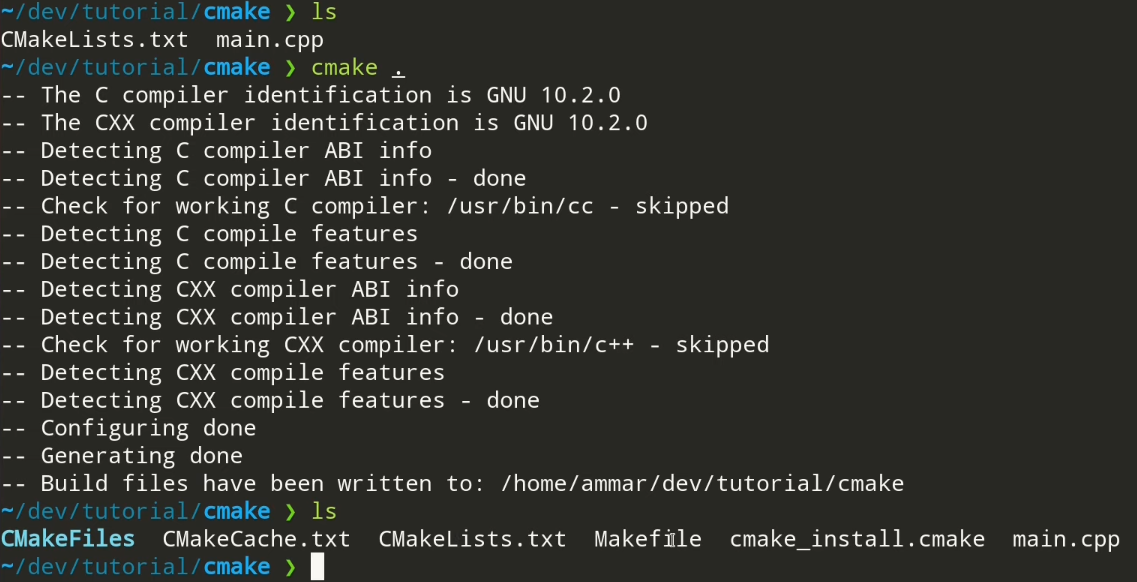 ~/dev/tutorial/cmake ❯ ls
CMakeLists.txt  main.cpp
~/dev/tutorial/cmake ❯ cmake .
-- The C compiler identification is GNU 10.2.0
-- The CXX compiler identification is GNU 10.2.0
-- Detecting C compiler ABI info
-- Detecting C compiler ABI info - done
-- Check for working C compiler: /usr/bin/cc - skipped
-- Detecting C compile features
-- Detecting C compile features - done
-- Detecting CXX compiler ABI info
-- Detecting CXX compiler ABI info - done
-- Check for working CXX compiler: /usr/bin/c++ - skipped
-- Detecting CXX compile features
-- Detecting CXX compile features - done
-- Configuring done
-- Generating done
-- Build files have been written to: /home/ammar/dev/tutorial/cmake
~/dev/tutorial/cmake ❯ ls
CMakeFiles  CMakeCache.txt  CMakeLists.txt  Makefile  cmake_install.cmake  main.cpp
~/dev/tutorial/cmake ❯